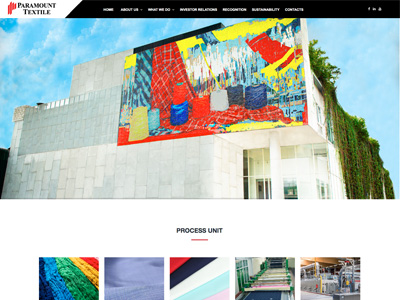 PARAMOUNT
TEXTILE
HOME ABOUT US WHAT WE DO INVESTOR RELATIONS RECOGNITION SUSTAINABILITY CONTACTS
PROCESS UNIT